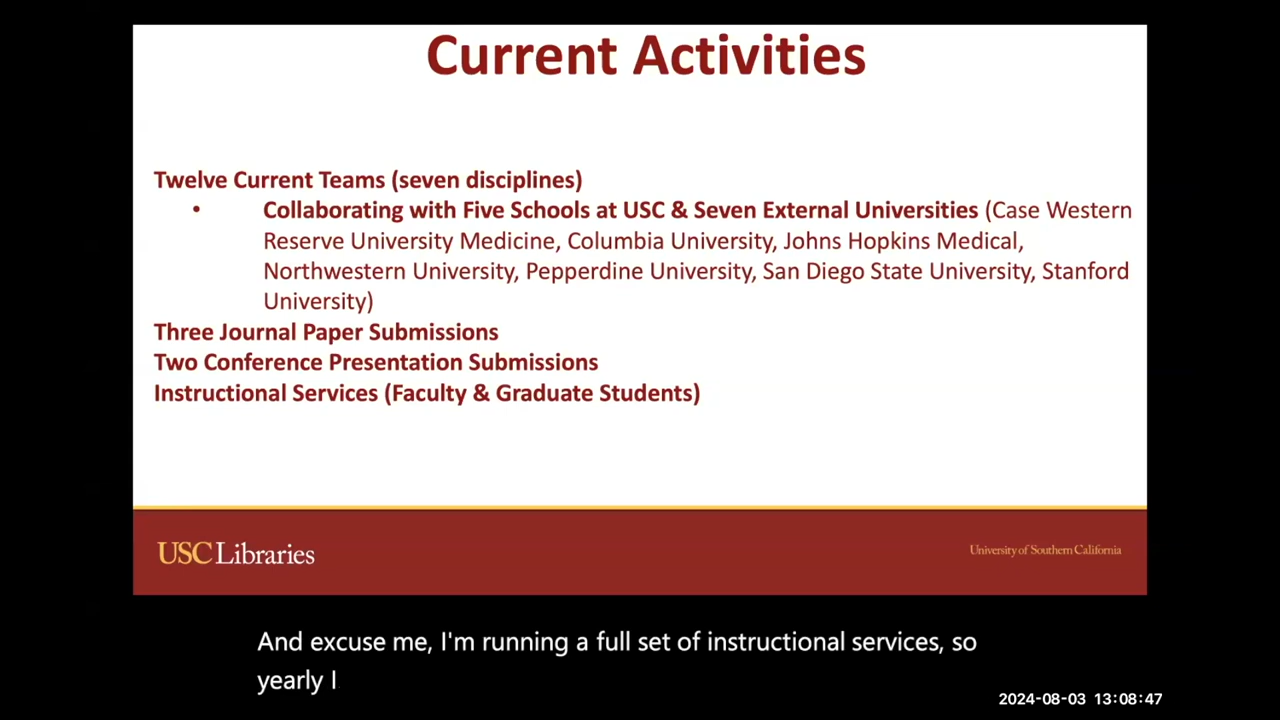 Current Activities
Twelve Current Teams (seven disciplines)
• Collaborating with Five Schools at USC & Seven External Universities (Case Western
Reserve University Medicine, Columbia University, Johns Hopkins Medical,
Northwestern University, Pepperdine University, San Diego State University, Stanford
University)
Three Journal Paper Submissions
Two Conference Presentation Submissions
Instructional Services (Faculty & Graduate Students)
USC Libraries
University of Southern California
And excuse me, I'm running a full set of instructional services, so
yearly I
2024-08-03 13:08:47